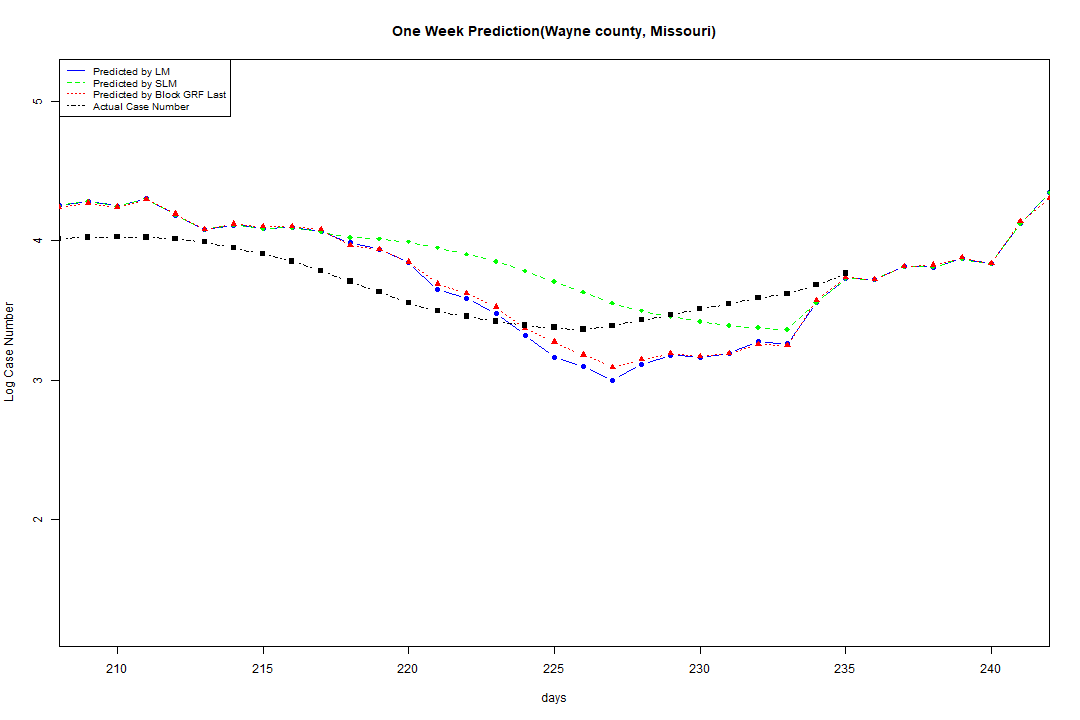 One Week Prediction(Wayne county, Missouri)
Predicted by LM
Predicted by SLM
Predicted by Block GRF Last
Actual Case Number
Log Case Number
5
4
3
2
210 215 220 225 230 235 240
days